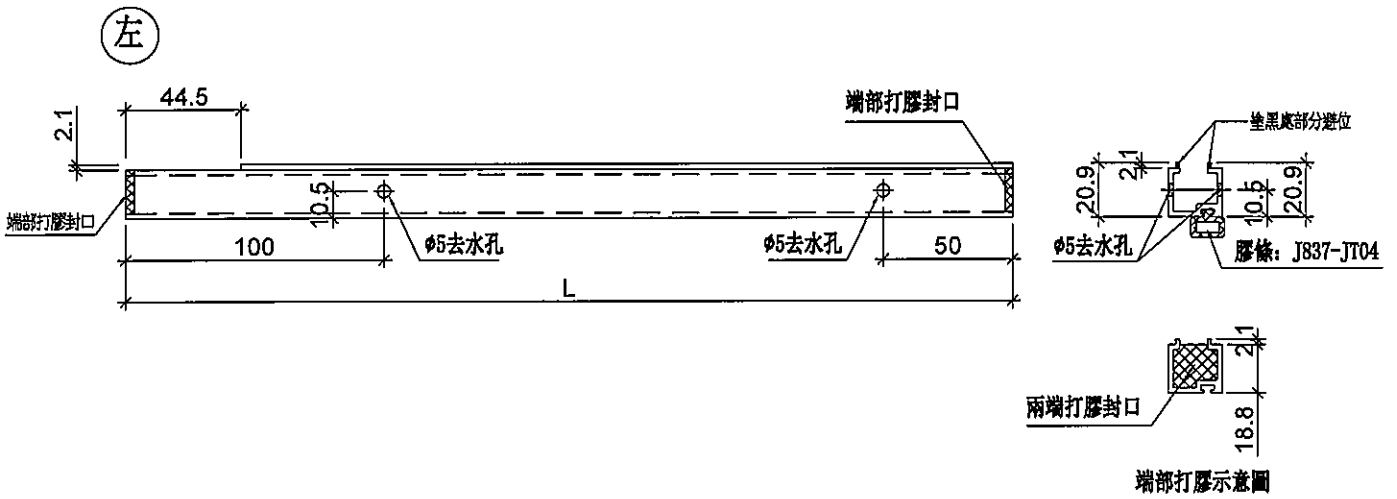 左
44.5
2.1
端部打膠封口
端部打膠封口
10.5
100
ø5去水孔
ø5去水孔
50
L
塗黑處部分避位
20.9
2.1
10.5
20.9
ø5去水孔
膠條: J837-JT04
2.1
18.8
兩端打膠封口
端部打膠示意圖